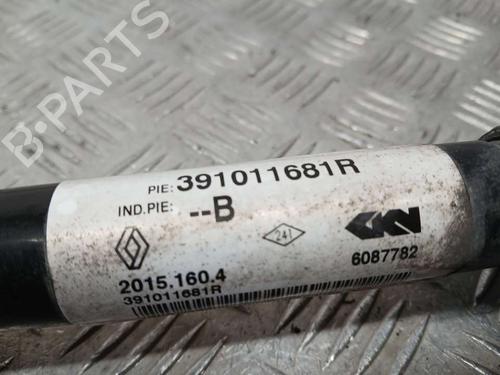 B-PARTS
PIE: 391011681R
IND.PIE: --B
241
GKN
2015.160.4
6087782
391011681R